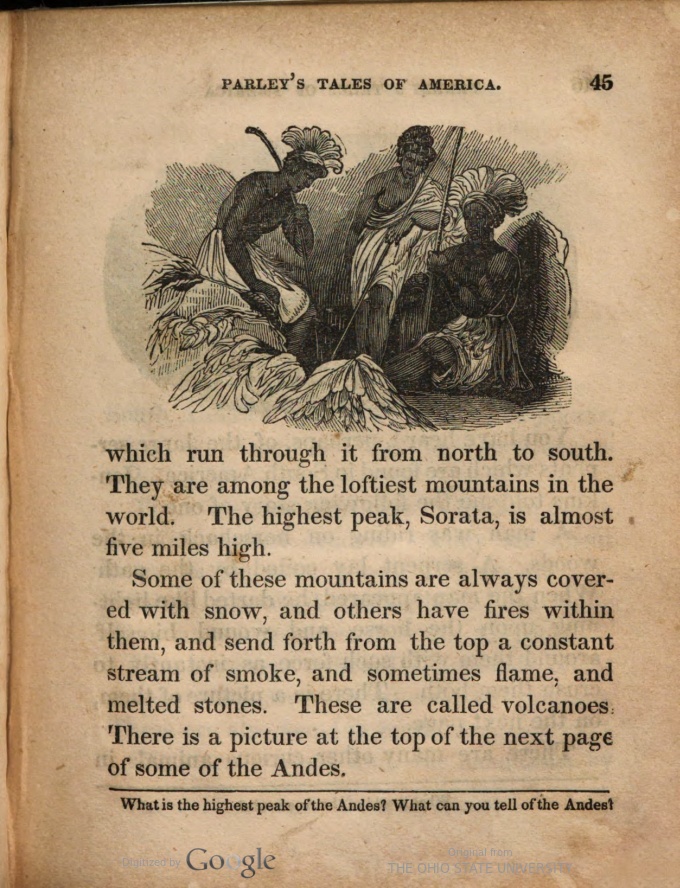 PARLEY'S TALES OF AMERICA. 45
which run through it from north to south.
They are among the loftiest mountains in the
world. The highest peak, Sorata, is almost
five miles high.
Some of these mountains are always cover-
ed with snow, and others have fires within
them, and send forth from the top a constant
stream of smoke, and sometimes flame, and
melted stones. These are called volcanoes.
There is a picture at the top of the next page
of some of the Andes.
What is the highest peak of the Andes? What can you tell of the Andes?
Digitized by Google
Original from
THE OHIO STATE UNIVERSITY